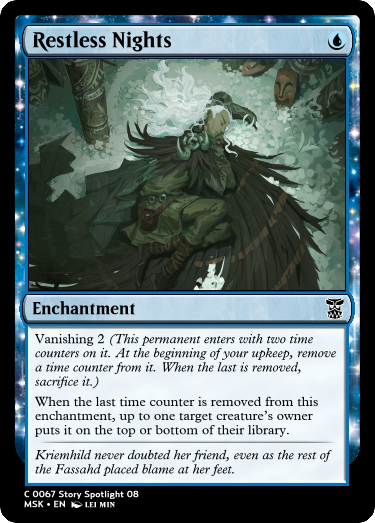 Restless Nights
Enchantment
Vanishing 2 (This permanent enters with two time
counters on it. At the beginning of your upkeep, remove
a time counter from it. When the last is removed,
sacrifice it.)
When the last time counter is removed from this
enchantment, up to one target creature's owner
puts it on the top or bottom of their library.
Kriemhild never doubted her friend, even as the rest of
the Fassahd placed blame at her feet.
C 0067 Story Spotlight 08
MSK • EN LEI MIN